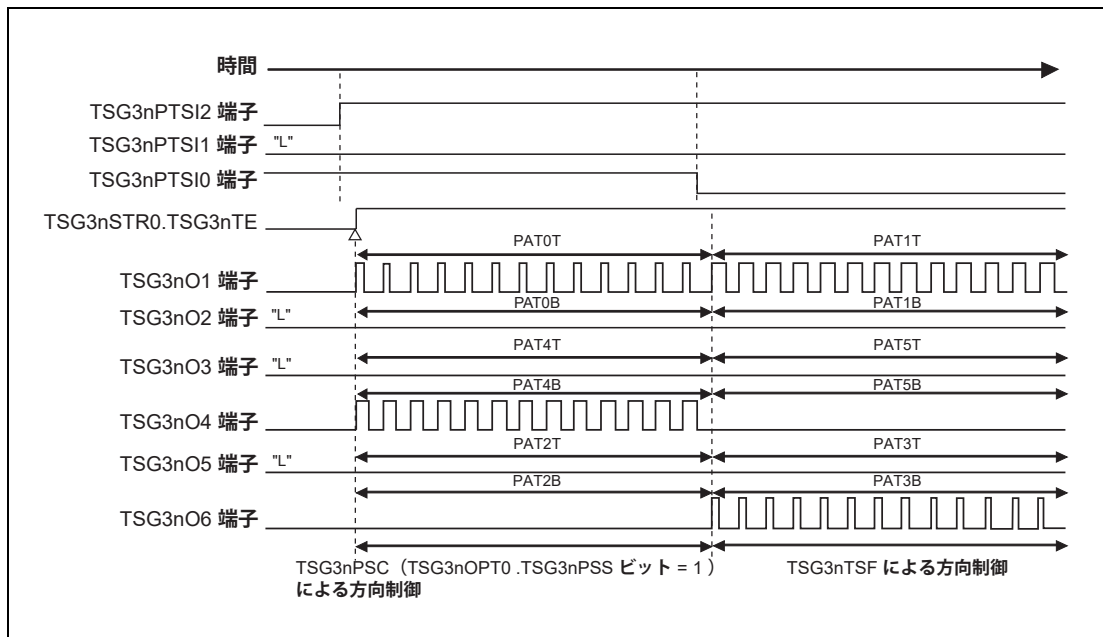 時間
TSG3nPTSI2 端子
TSG3nPTSI1 端子 "L"
TSG3nPTSI0 端子
TSG3nSTR0.TSG3nTE
PAT0T PAT1T
TSG3nO1 端子
PAT0B PAT1B
TSG3nO2 端子 "L"
PAT4T PAT5T
TSG3nO3 端子 "L"
PAT4B PAT5B
TSG3nO4 端子
PAT2T PAT3T
TSG3nO5 端子 "L"
PAT2B PAT3B
TSG3nO6 端子
TSG3nPSC（TSG3nOPT0 .TSG3nPSS ビット = 1 ）
による方向制御
TSG3nTSF による方向制御